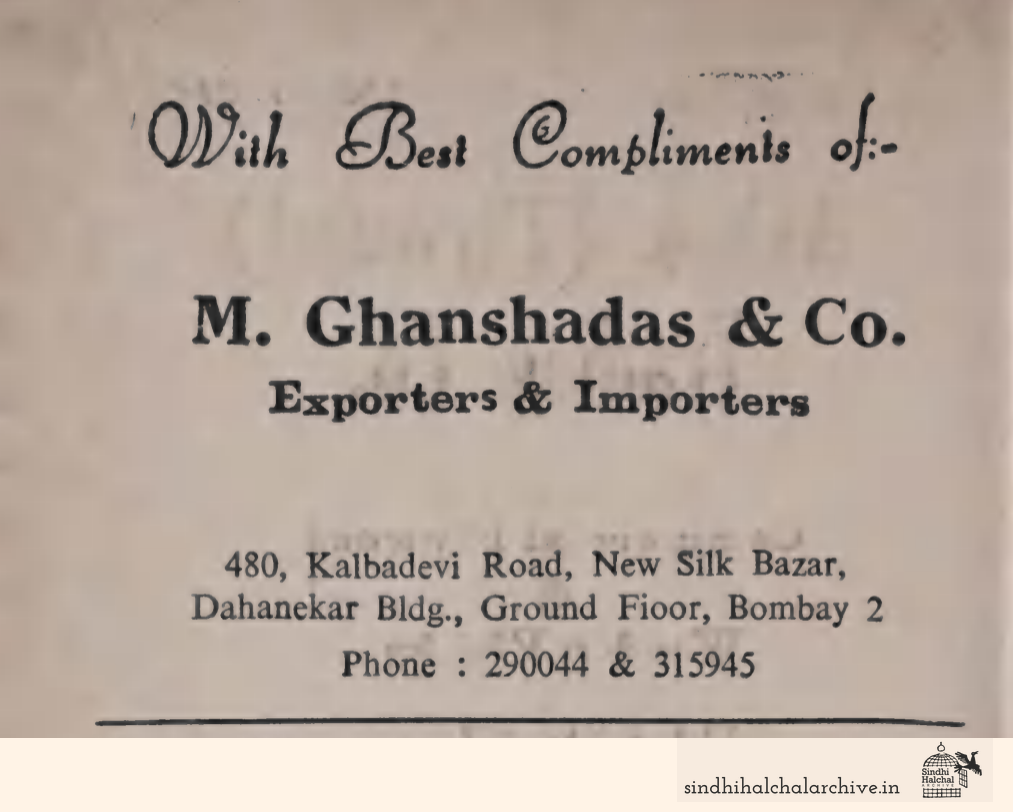 With Best Compliments of:-
M. Ghanshadas & Co.
Exporters & Importers
480, Kalbadevi Road, New Silk Bazar,
Dahanekar Bldg., Ground Fioor, Bombay 2
Phone : 290044 & 315945
sindhihalchalarchive.in
Sindhi
Halchal
ARCHIVE